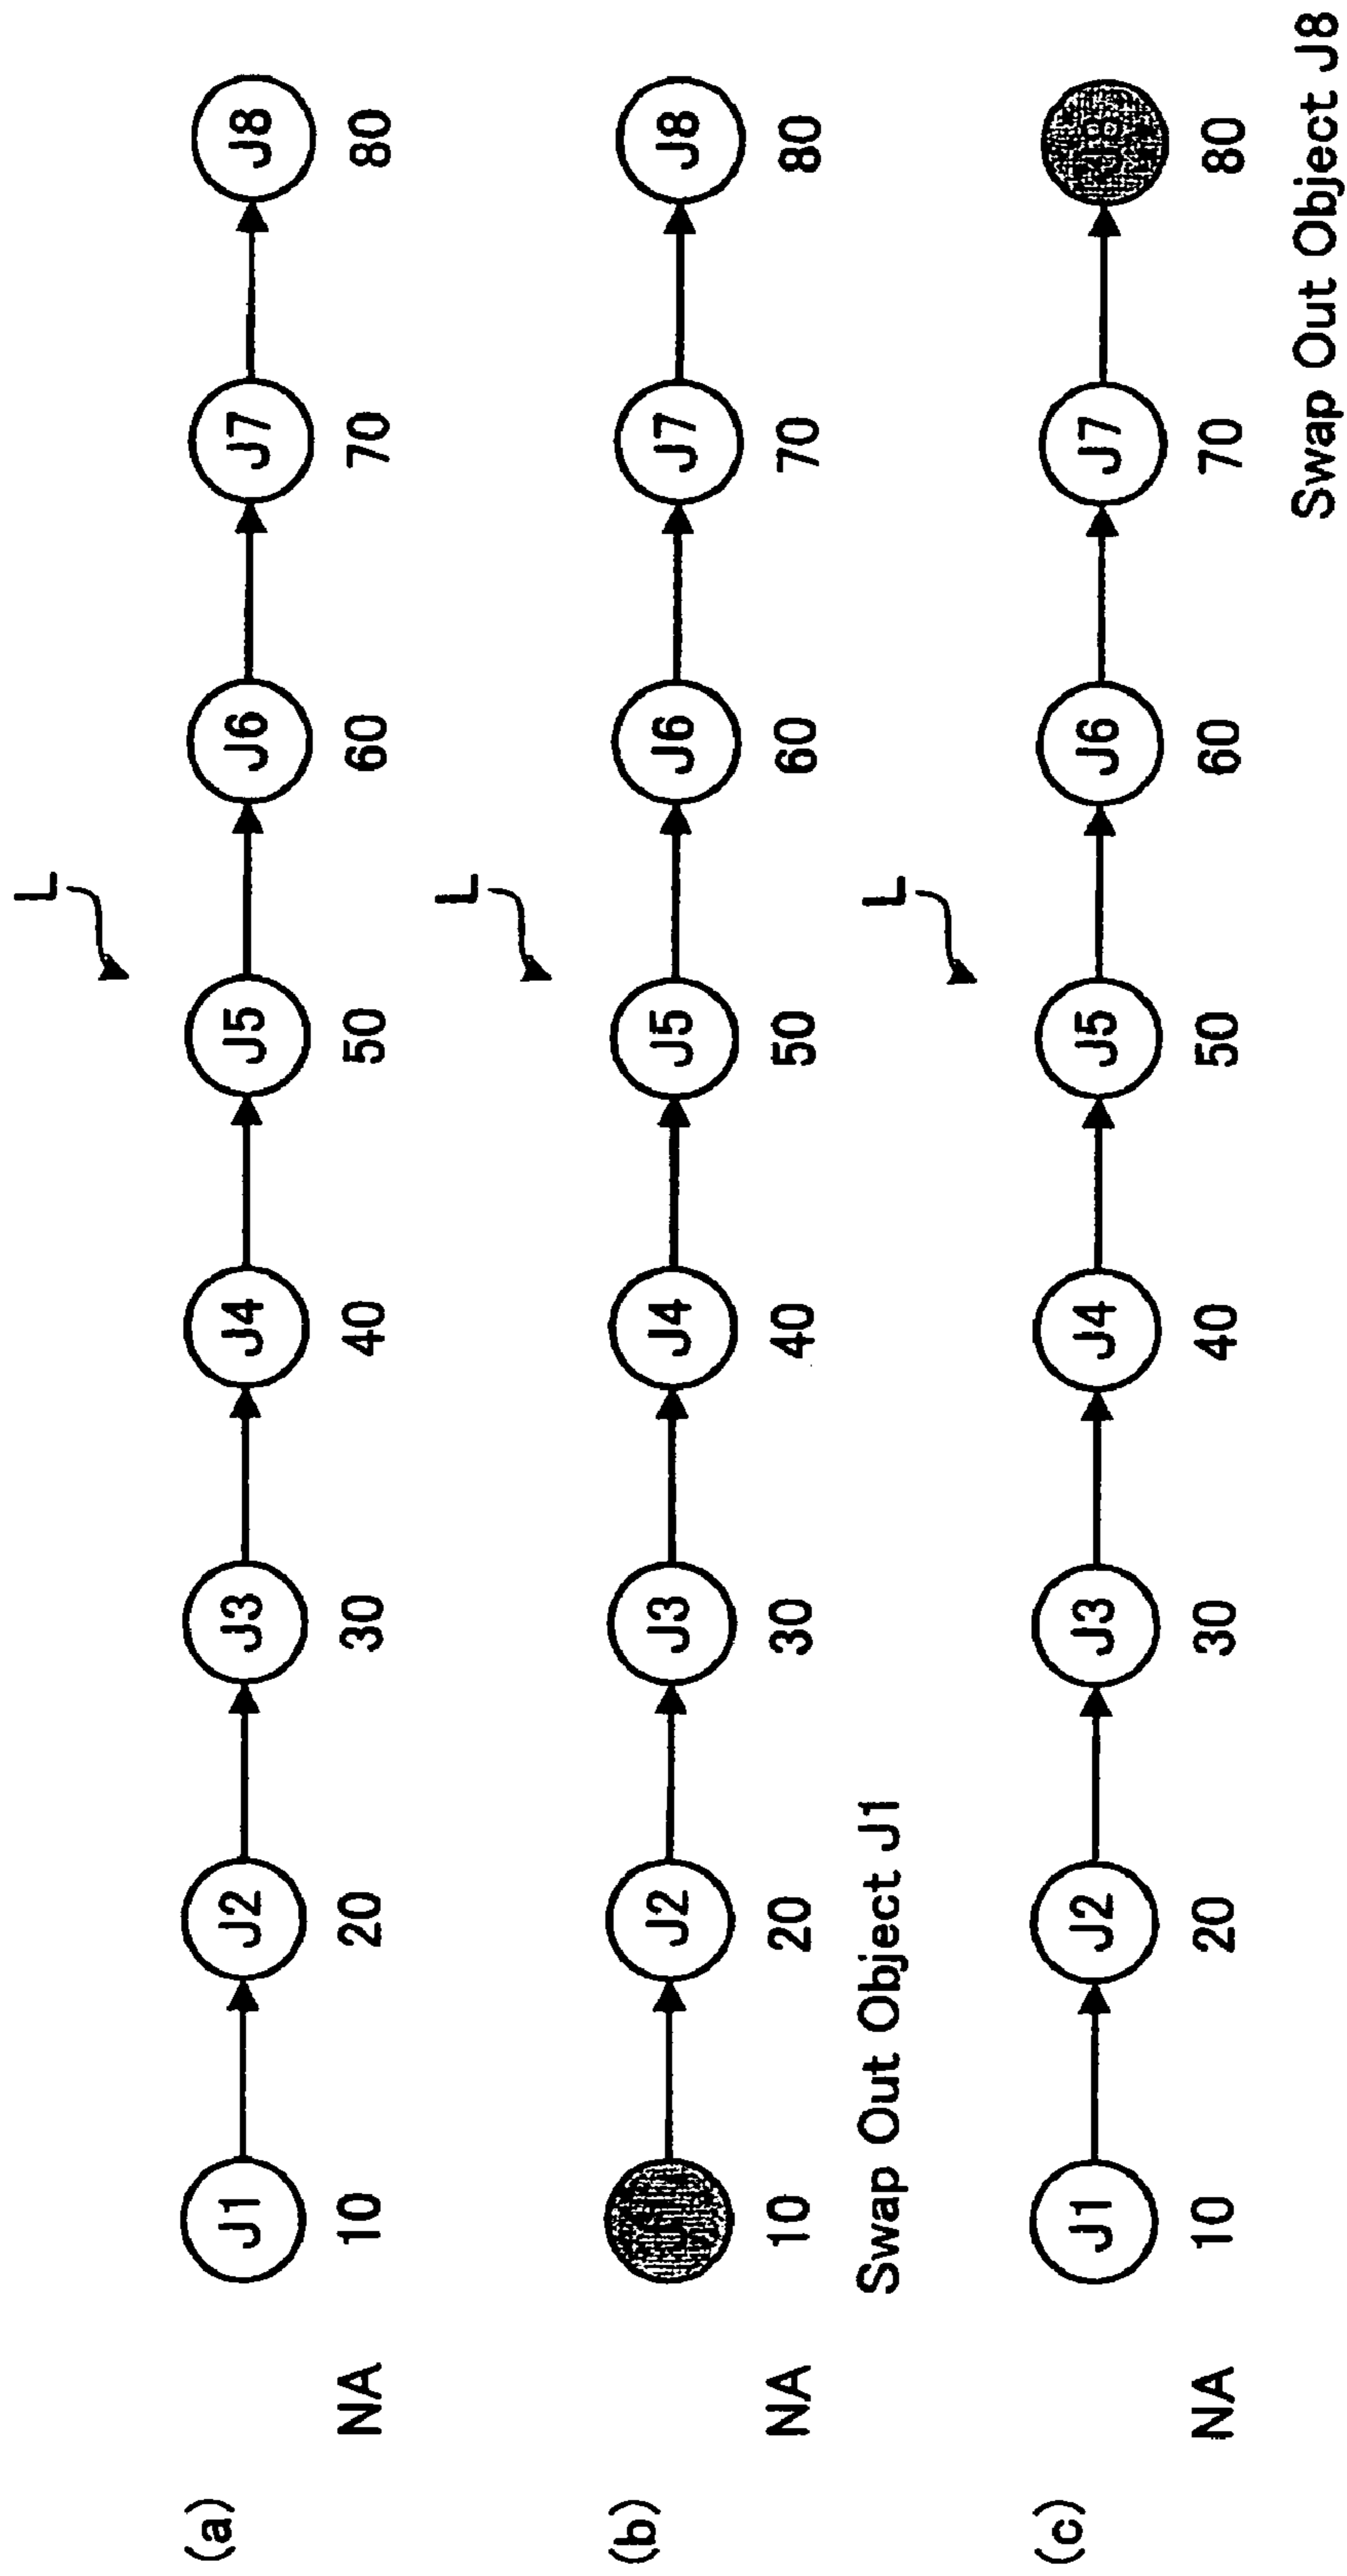 L
(a) J1 J2 J3 J4 J5 J6 J7 J8
NA 10 20 30 40 50 60 70 80
L
(b) J2 J3 J4 J5 J6 J7 J8
NA 10 20 30 40 50 60 70 80
Swap Out Object J1
L
(c) J1 J2 J3 J4 J5 J6 J7
NA 10 20 30 40 50 60 70 80
Swap Out Object J8